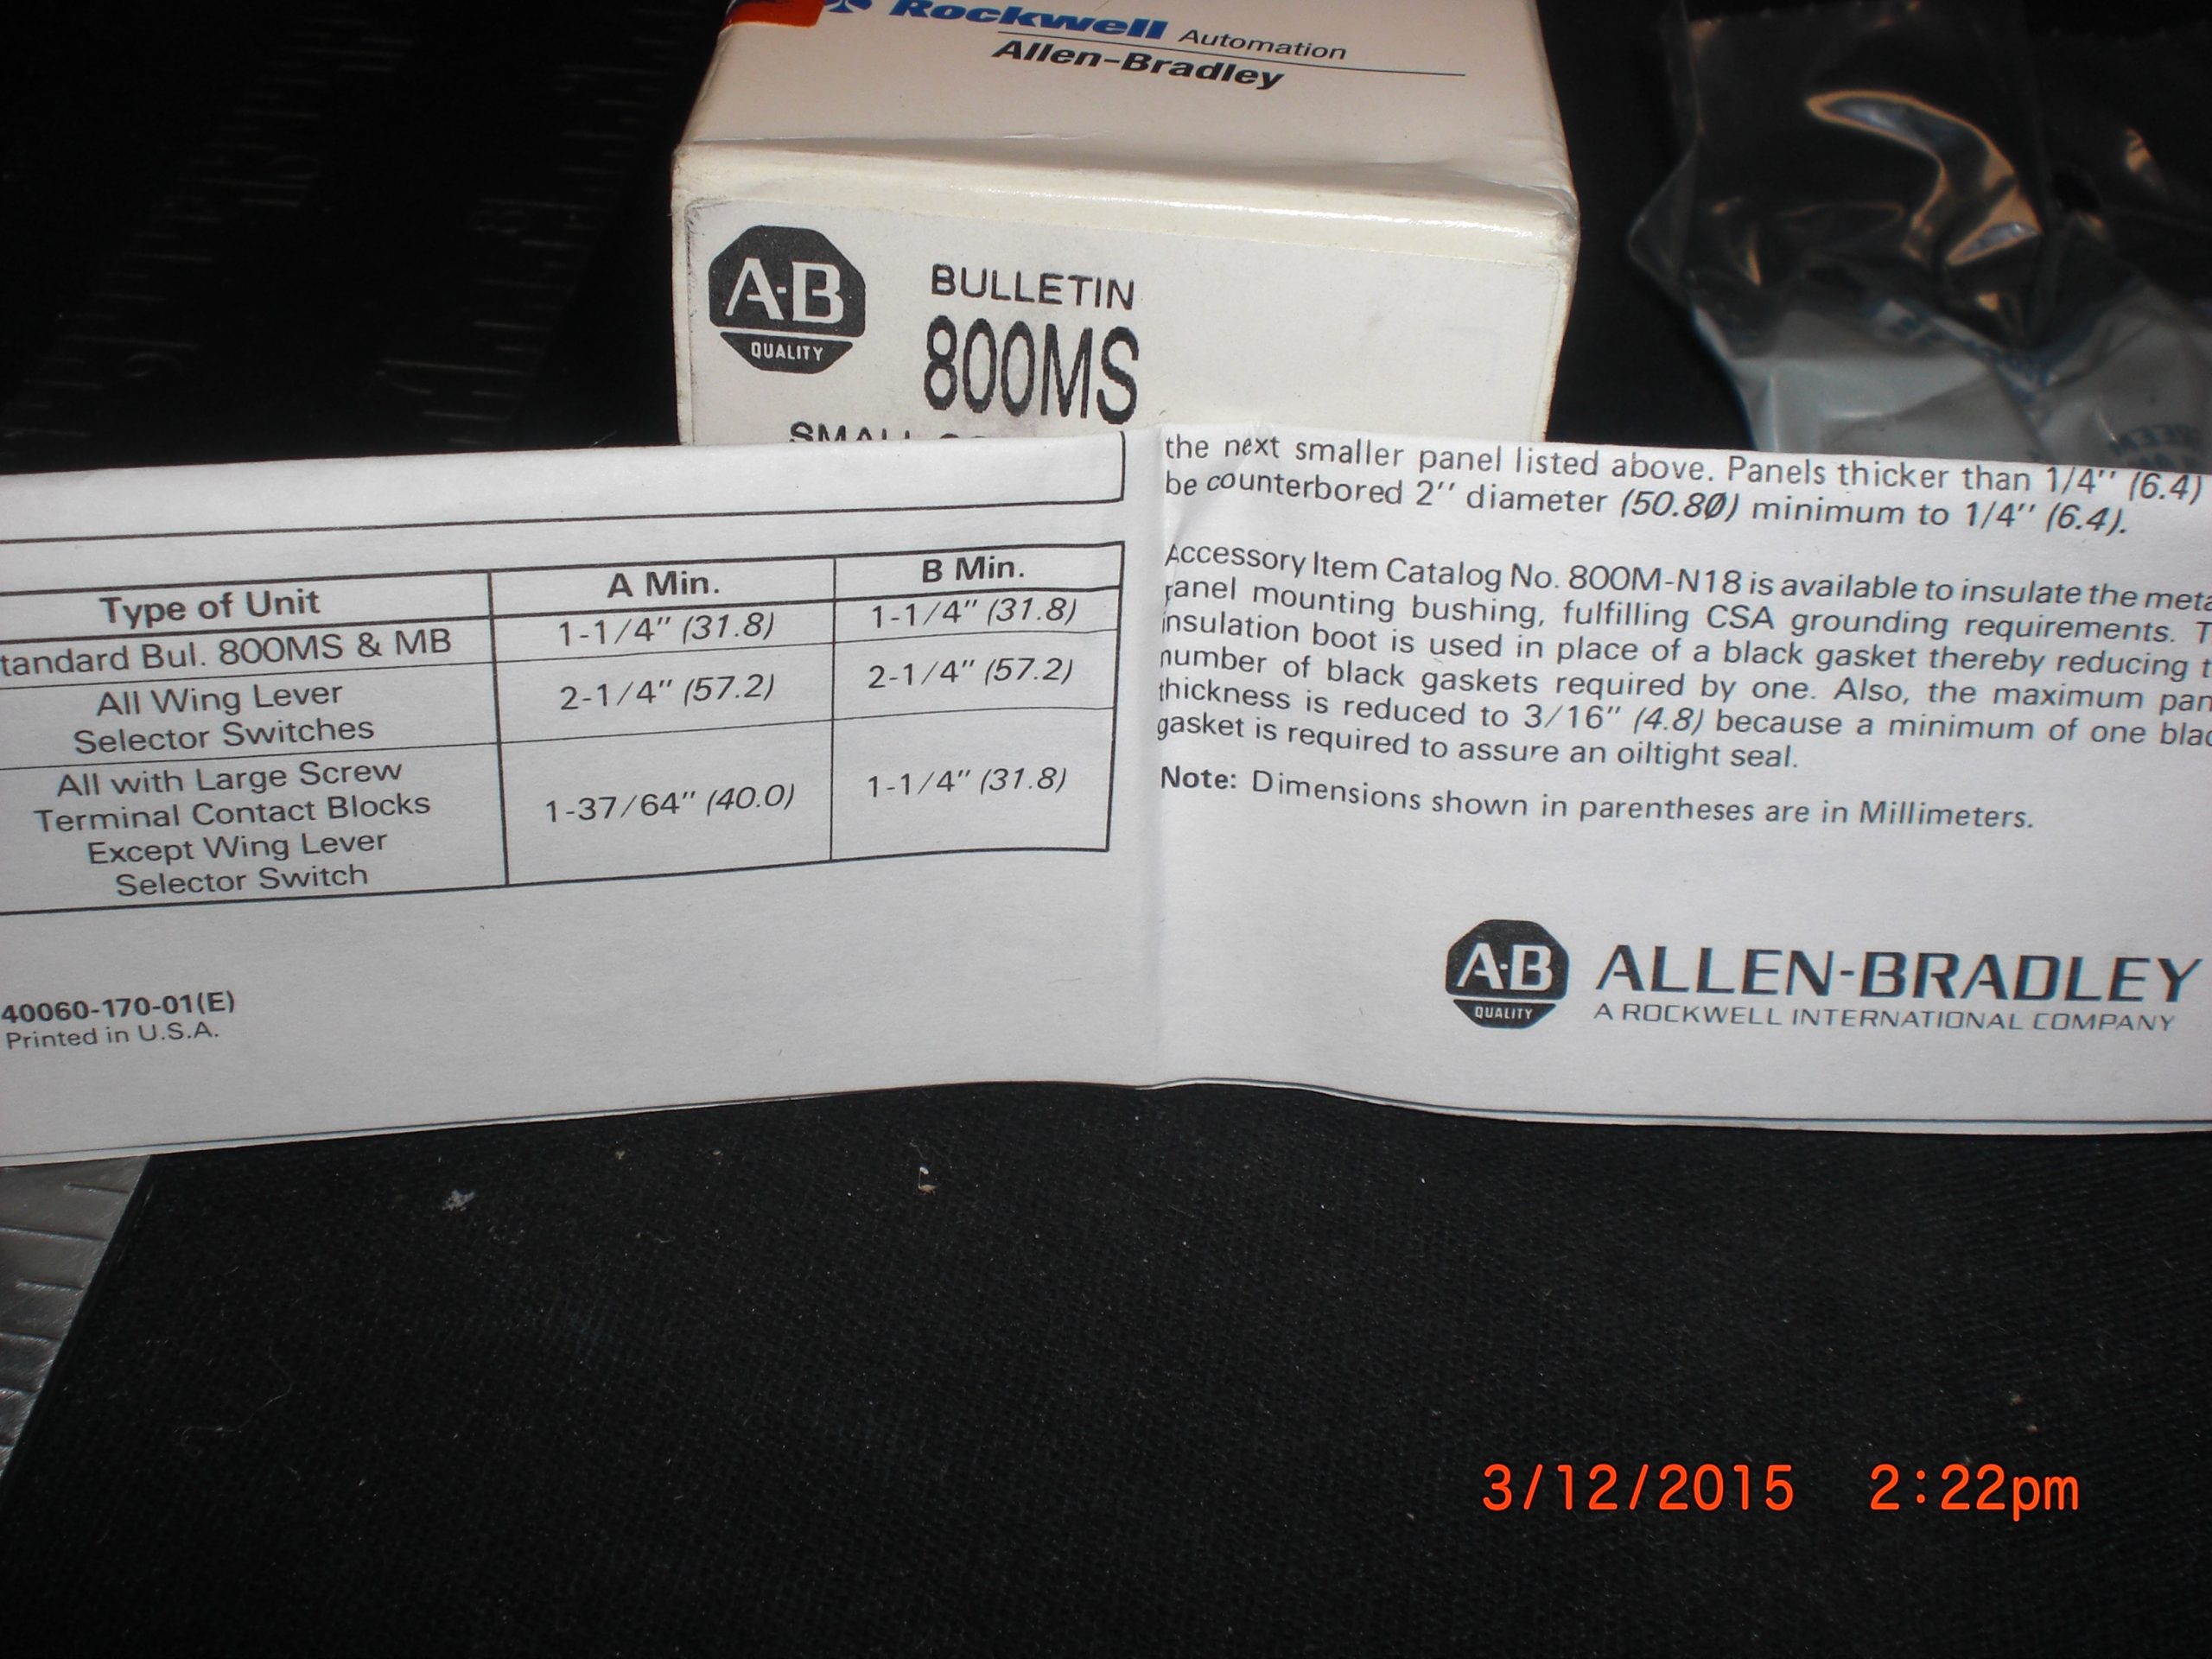 Rockwell Automation
Allen-Bradley
A-B
QUALITY
BULLETIN
800MS
Type of Unit
A Min.
B Min.
tandard Bul. 800MS & MB
1-1/4" (31.8)
1-1/4" (31.8)
All Wing Lever
Selector Switches
2-1/4" (57.2)
2-1/4" (57.2)
All with Large Screw
Terminal Contact Blocks
Except Wing Lever
Selector Switch
1-37/64" (40.0)
1-1/4" (31.8)
40060-170-01(E)
Printed in U.S.A.
the next smaller panel listed above. Panels thicker than 1/4'' (6.4)
be counterbored 2'' diameter (50.80) minimum to 1/4'' (6.4).
Accessory Item Catalog No. 800M-N18 is available to insulate the meta
panel mounting bushing, fulfilling CSA grounding requirements. T
insulation boot is used in place of a black gasket thereby reducing t
number of black gaskets required by one. Also, the maximum pan
thickness is reduced to 3/16" (4.8) because a minimum of one blac
gasket is required to assure an oiltight seal.
Note: Dimensions shown in parentheses are in Millimeters.
A-B
QUALITY
ALLEN-BRADLEY
A ROCKWELL INTERNATIONAL COMPANY
3/12/2015 2:22pm